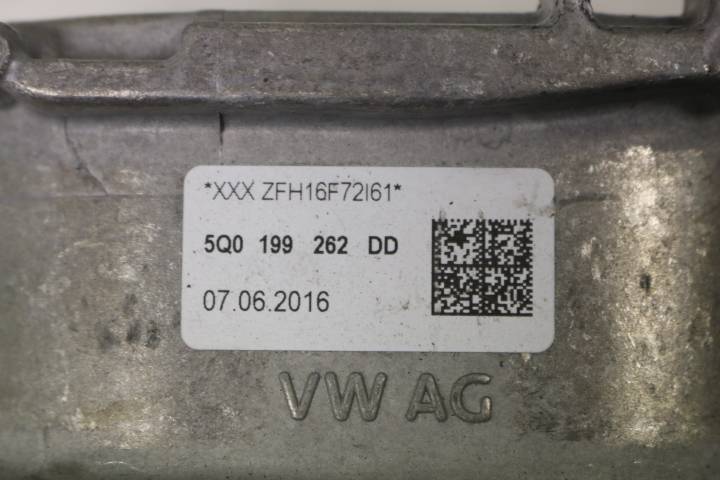 *XXX ZFH16F72I61*
5Q0 199 262 DD
07.06.2016
VW AG